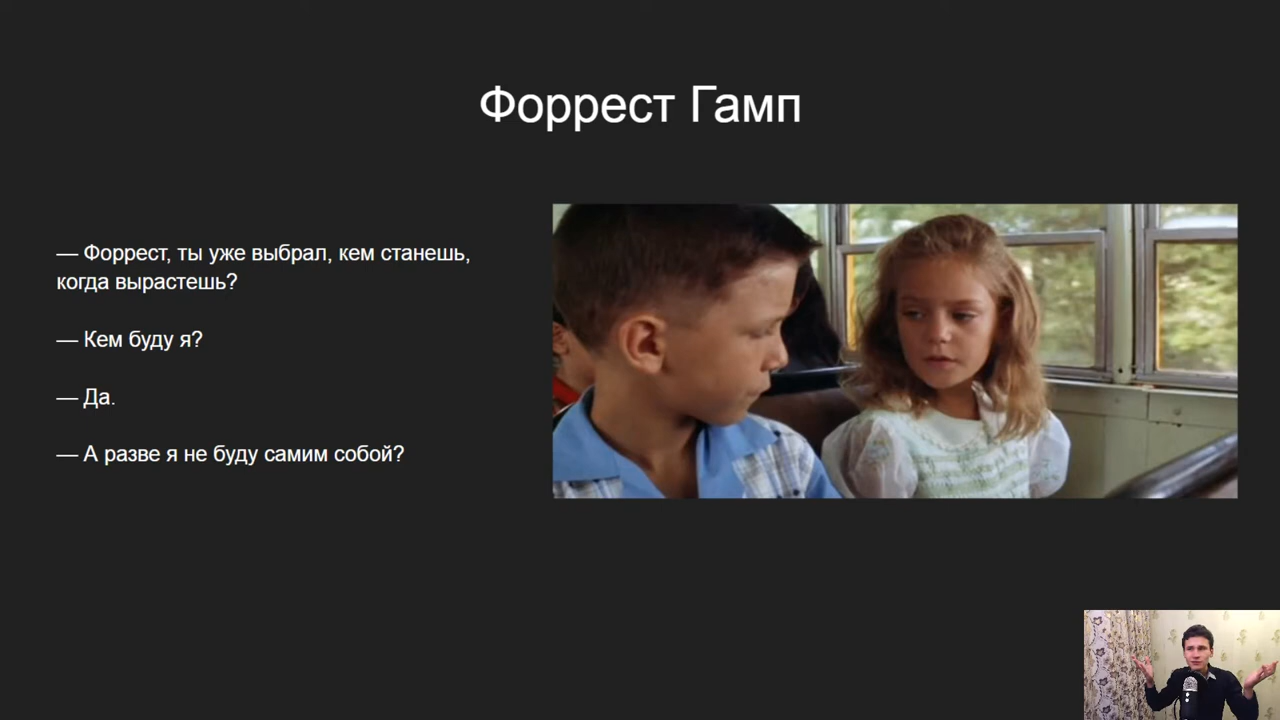 Форрест Гамп
— Форрест, ты уже выбрал, кем станешь,
когда вырастешь?
— Кем буду я?
— Да.
— А разве я не буду самим собой?